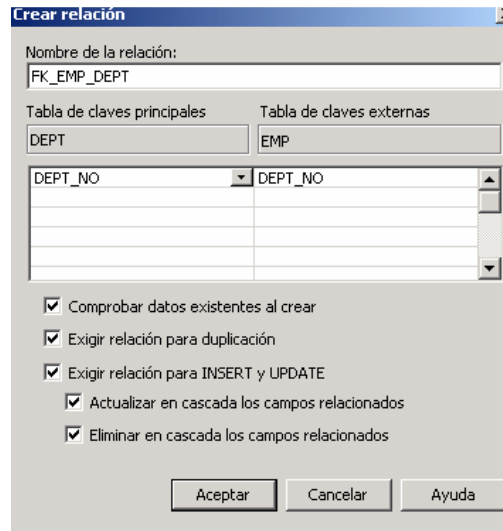 Crear relación
Nombre de la relación:
FK_EMP_DEPT
Tabla de claves principales Tabla de claves externas
DEPT EMP
DEPT_NO DEPT_NO
Comprobar datos existentes al crear
Exigir relación para duplicación
Exigir relación para INSERT y UPDATE
Actualizar en cascada los campos relacionados
Eliminar en cascada los campos relacionados
Aceptar Cancelar Ayuda